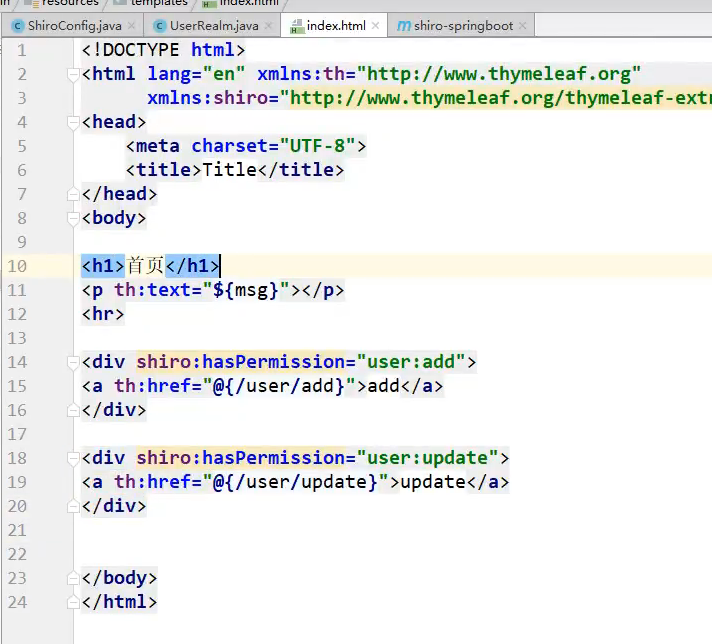 resources templates index.html
ShiroConfig.java UserRealm.java index.html shiro-springboot
1 <!DOCTYPE html>
2 <html lang="en" xmlns:th="http://www.thymeleaf.org"
3 xmlns:shiro="http://www.thymeleaf.org/thymeleaf-extr
4 <head>
5 <meta charset="UTF-8">
6 <title>Title</title>
7 </head>
8 <body>
9
10 <h1>首页</h1>
11 <p th:text="${msg}"></p>
12 <hr>
13
14 <div shiro:hasPermission="user:add">
15 <a th:href="@{/user/add}">add</a>
16 </div>
17
18 <div shiro:hasPermission="user:update">
19 <a th:href="@{/user/update}">update</a>
20 </div>
21
22
23 </body>
24 </html>